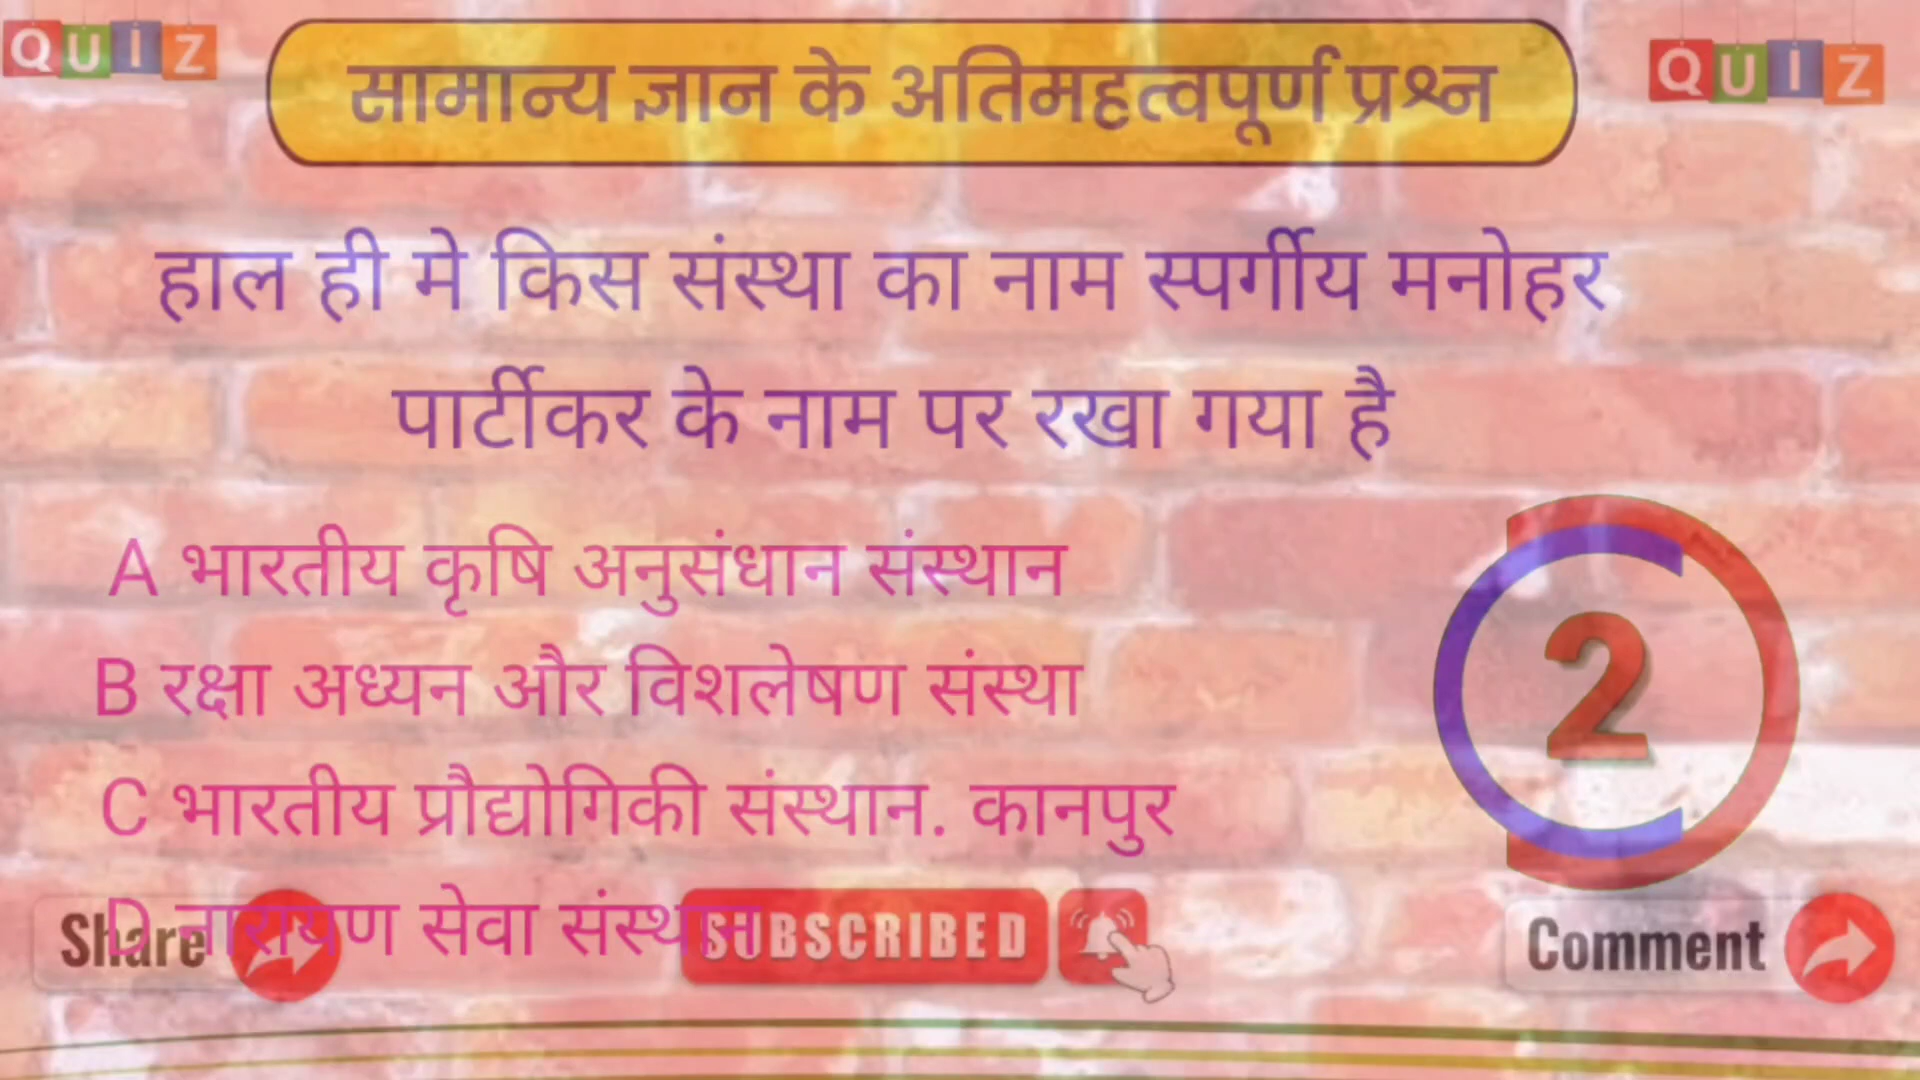 QUIZ
QUIZ
सामान्य ज्ञान के अतिमहत्वपूर्ण प्रश्न
हाल ही मे किस संस्था का नाम स्पर्गीय मनोहर
पार्टीकर के नाम पर रखा गया है
A भारतीय कृषि अनुसंधान संस्थान
B रक्षा अध्यन और विशलेषण संस्था
C भारतीय प्रौद्योगिकी संस्थान. कानपुर
2
D नारायण सेवा संस्थान
Share
SUBSCRIBED
Comment